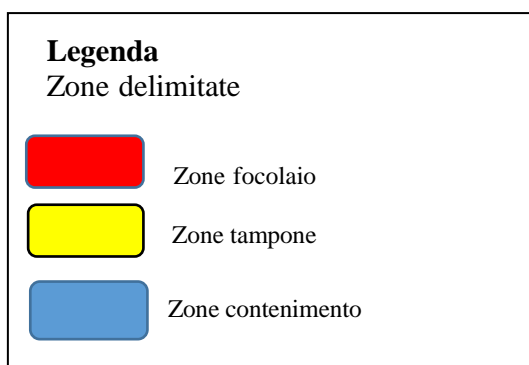 Legenda
Zone delimitate
Zone focolaio
Zone tampone
Zone contenimento